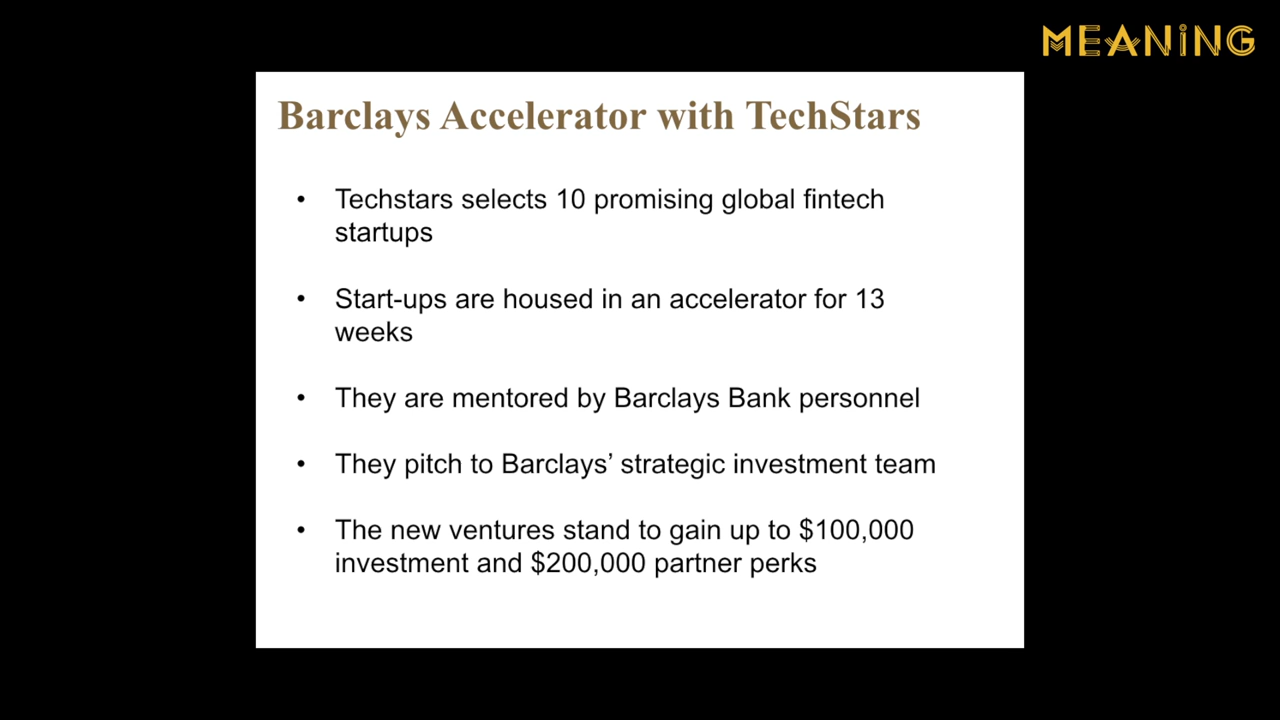 MEANiNG
Barclays Accelerator with TechStars
• Techstars selects 10 promising global fintech
startups
• Start-ups are housed in an accelerator for 13
weeks
• They are mentored by Barclays Bank personnel
• They pitch to Barclays’ strategic investment team
• The new ventures stand to gain up to $100,000
investment and $200,000 partner perks